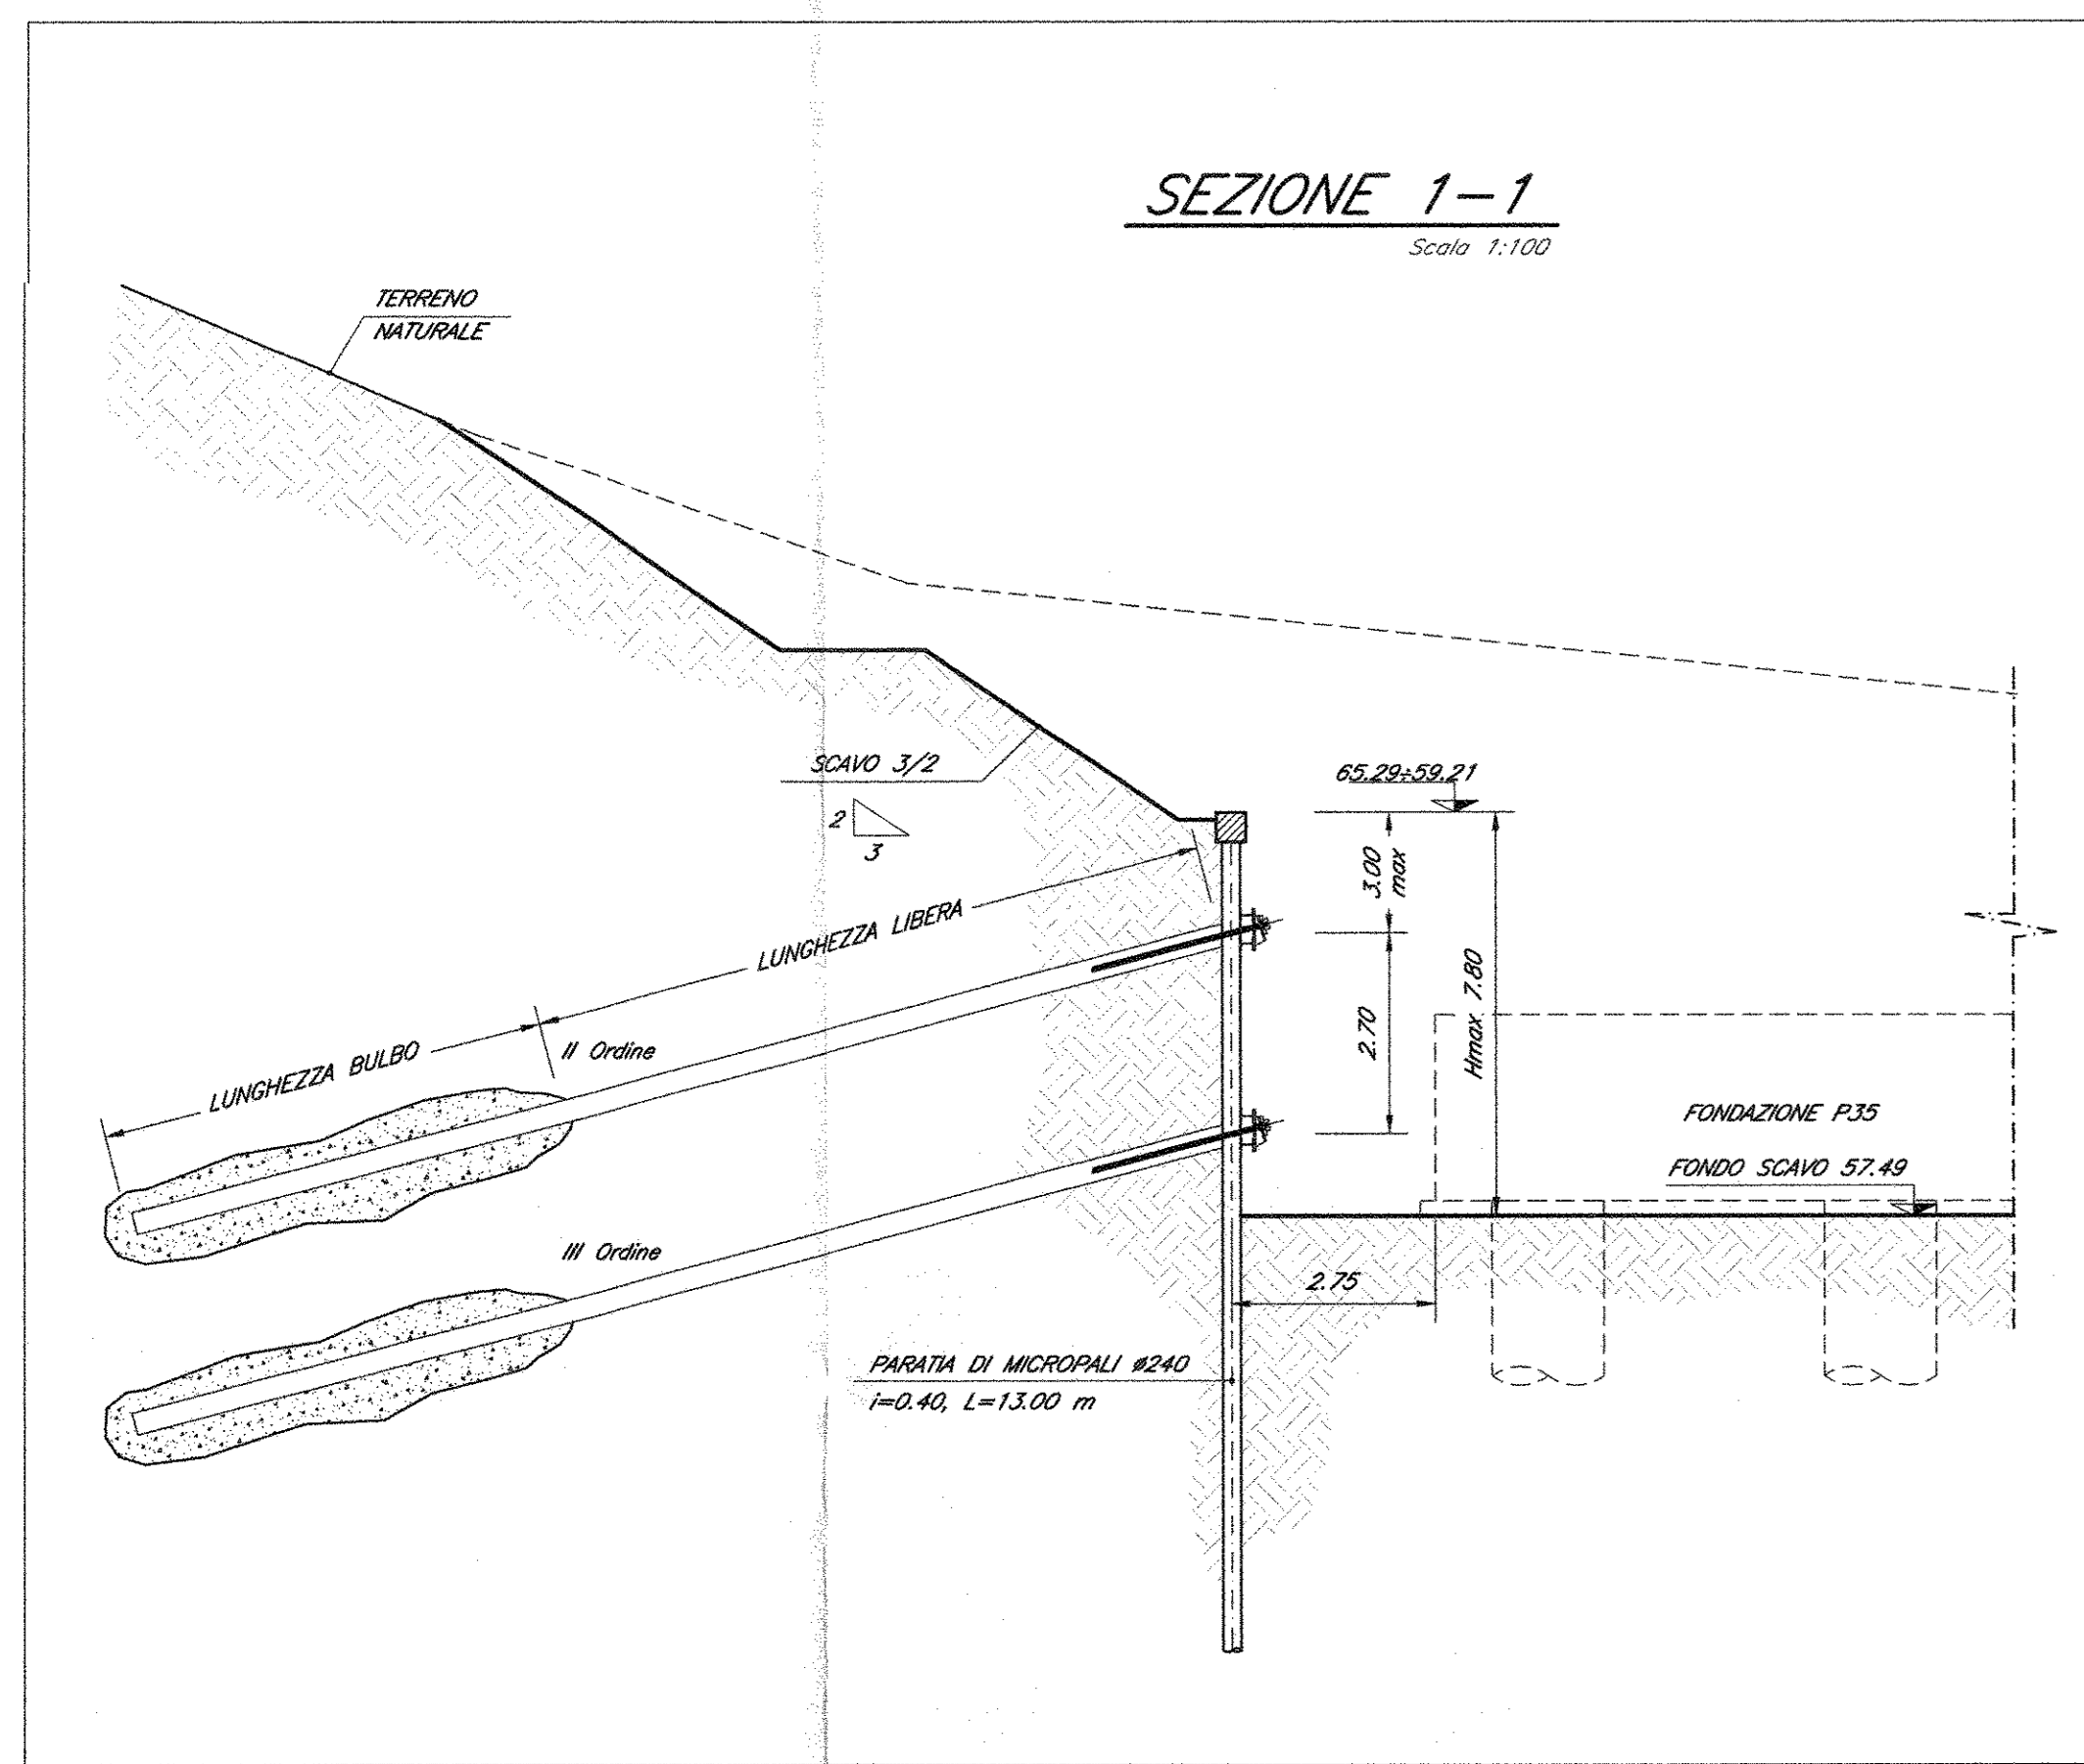 SEZIONE 1-1
Scala 1:100
TERRENO
NATURALE
SCAVO 3/2
2
3
65.29÷59.21
3.00
max
2.70
Hmax. 7.80
LUNGHEZZA LIBERA
LUNGHEZZA BULBO
II Ordine
III Ordine
FONDAZIONE P35
FONDO SCAVO 57.49
2.75
PARATIA DI MICROPALI ø240
i=0.40, L=13.00 m